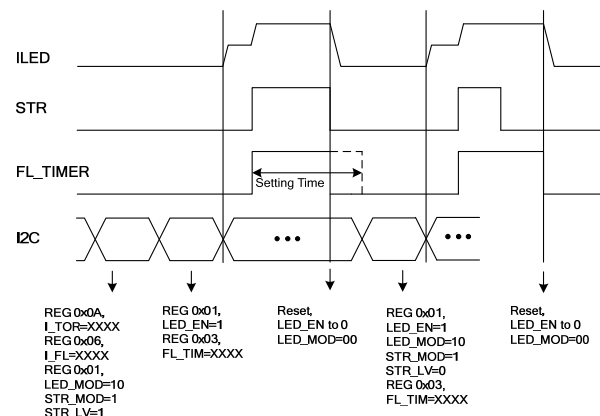 ILED
STR
FL_TIMER
Setting Time
I2C
•••
•••
REG 0x0A,
I_TOR=XXXX
REG 0x06,
I_FL=XXXX
REG 0x01,
LED_MOD=10
STR_MOD=1
STR_LV=1
REG 0x01,
LED_EN=1
REG 0x03,
FL_TIM=XXXX
Reset,
LED_EN to 0
LED_MOD=00
REG 0x01,
LED_EN=1
LED_MOD=10
STR_MOD=1
STR_LV=0
REG 0x03,
FL_TIM=XXXX
Reset,
LED_EN to 0
LED_MOD=00